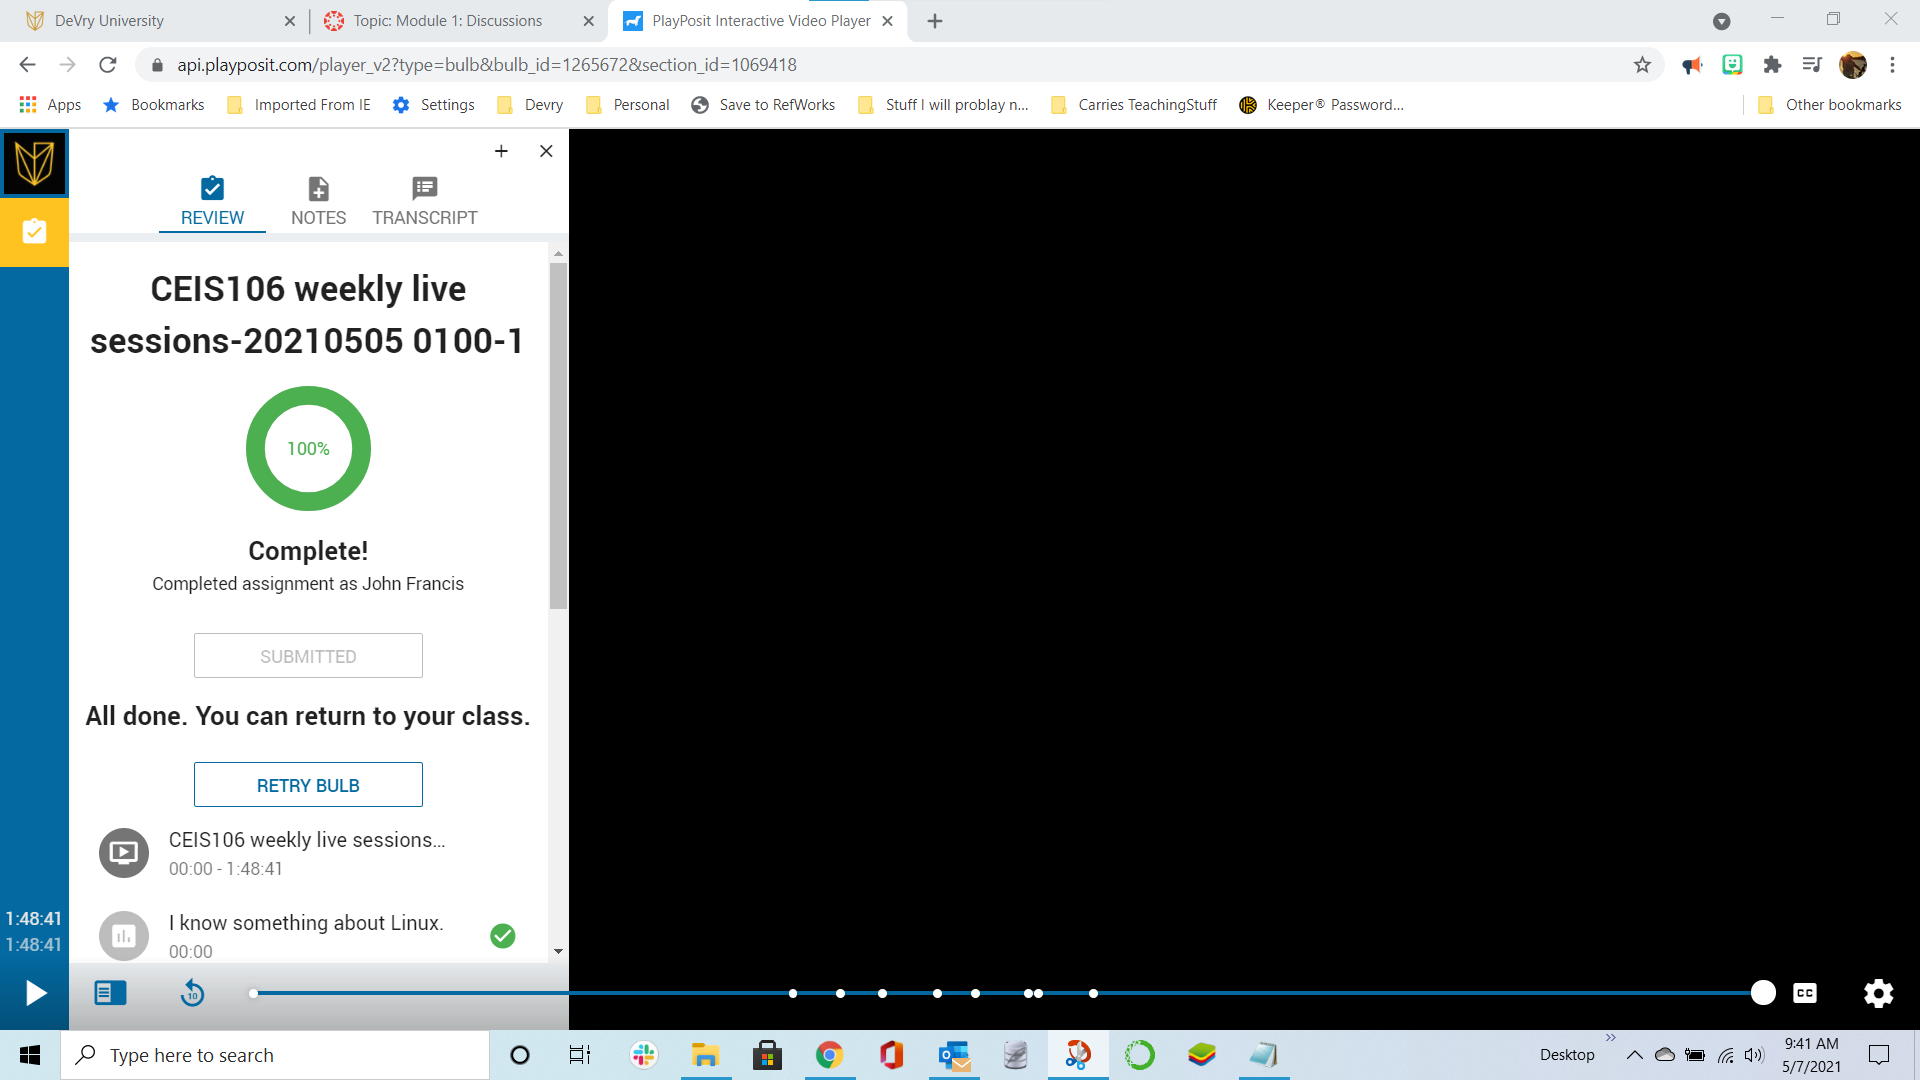 DeVry University
Topic: Module 1: Discussions
PlayPosit Interactive Video Player
api.playposit.com/player_v2?type=bulb&bulb_id=1265672&section_id=1069418
Apps
Bookmarks
Imported From IE
Settings
Devry
Personal
Save to RefWorks
Stuff I will problay n...
Carries TeachingStuff
Keeper® Password...
Other bookmarks
REVIEW
NOTES
TRANSCRIPT
CEIS106 weekly live
sessions-20210505 0100-1
100%
Complete!
Completed assignment as John Francis
SUBMITTED
All done. You can return to your class.
RETRY BULB
CEIS106 weekly live sessions...
00:00 - 1:48:41
I know something about Linux.
00:00
1:48:41
1:48:41
10
CC
Type here to search
Desktop
9:41 AM
5/7/2021